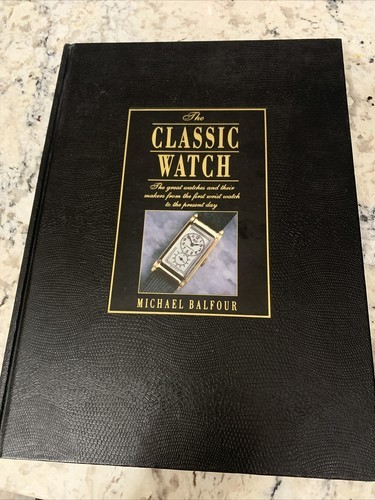 The
CLASSIC
WATCH
The great watches and their
makers from the first wrist watch
to the present day
MICHAEL BALFOUR